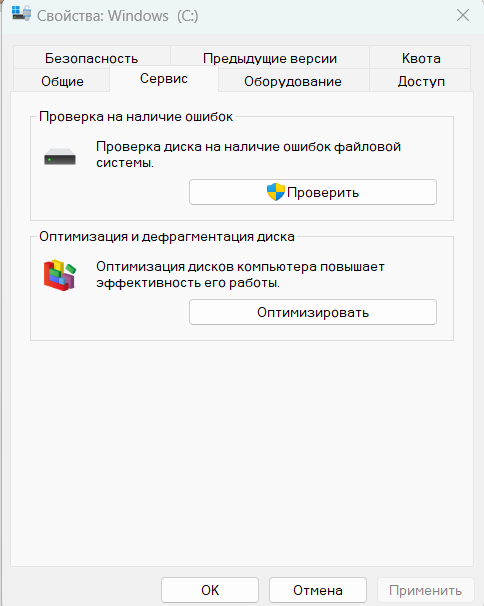 Свойства: Windows (C:)
Безопасность Предыдущие версии Квота
Общие Сервис Оборудование Доступ
Проверка на наличие ошибок
Проверка диска на наличие ошибок файловой
системы.
Проверить
Оптимизация и дефрагментация диска
Оптимизация дисков компьютера повышает
эффективность его работы.
Оптимизировать
ОК Отмена Применить